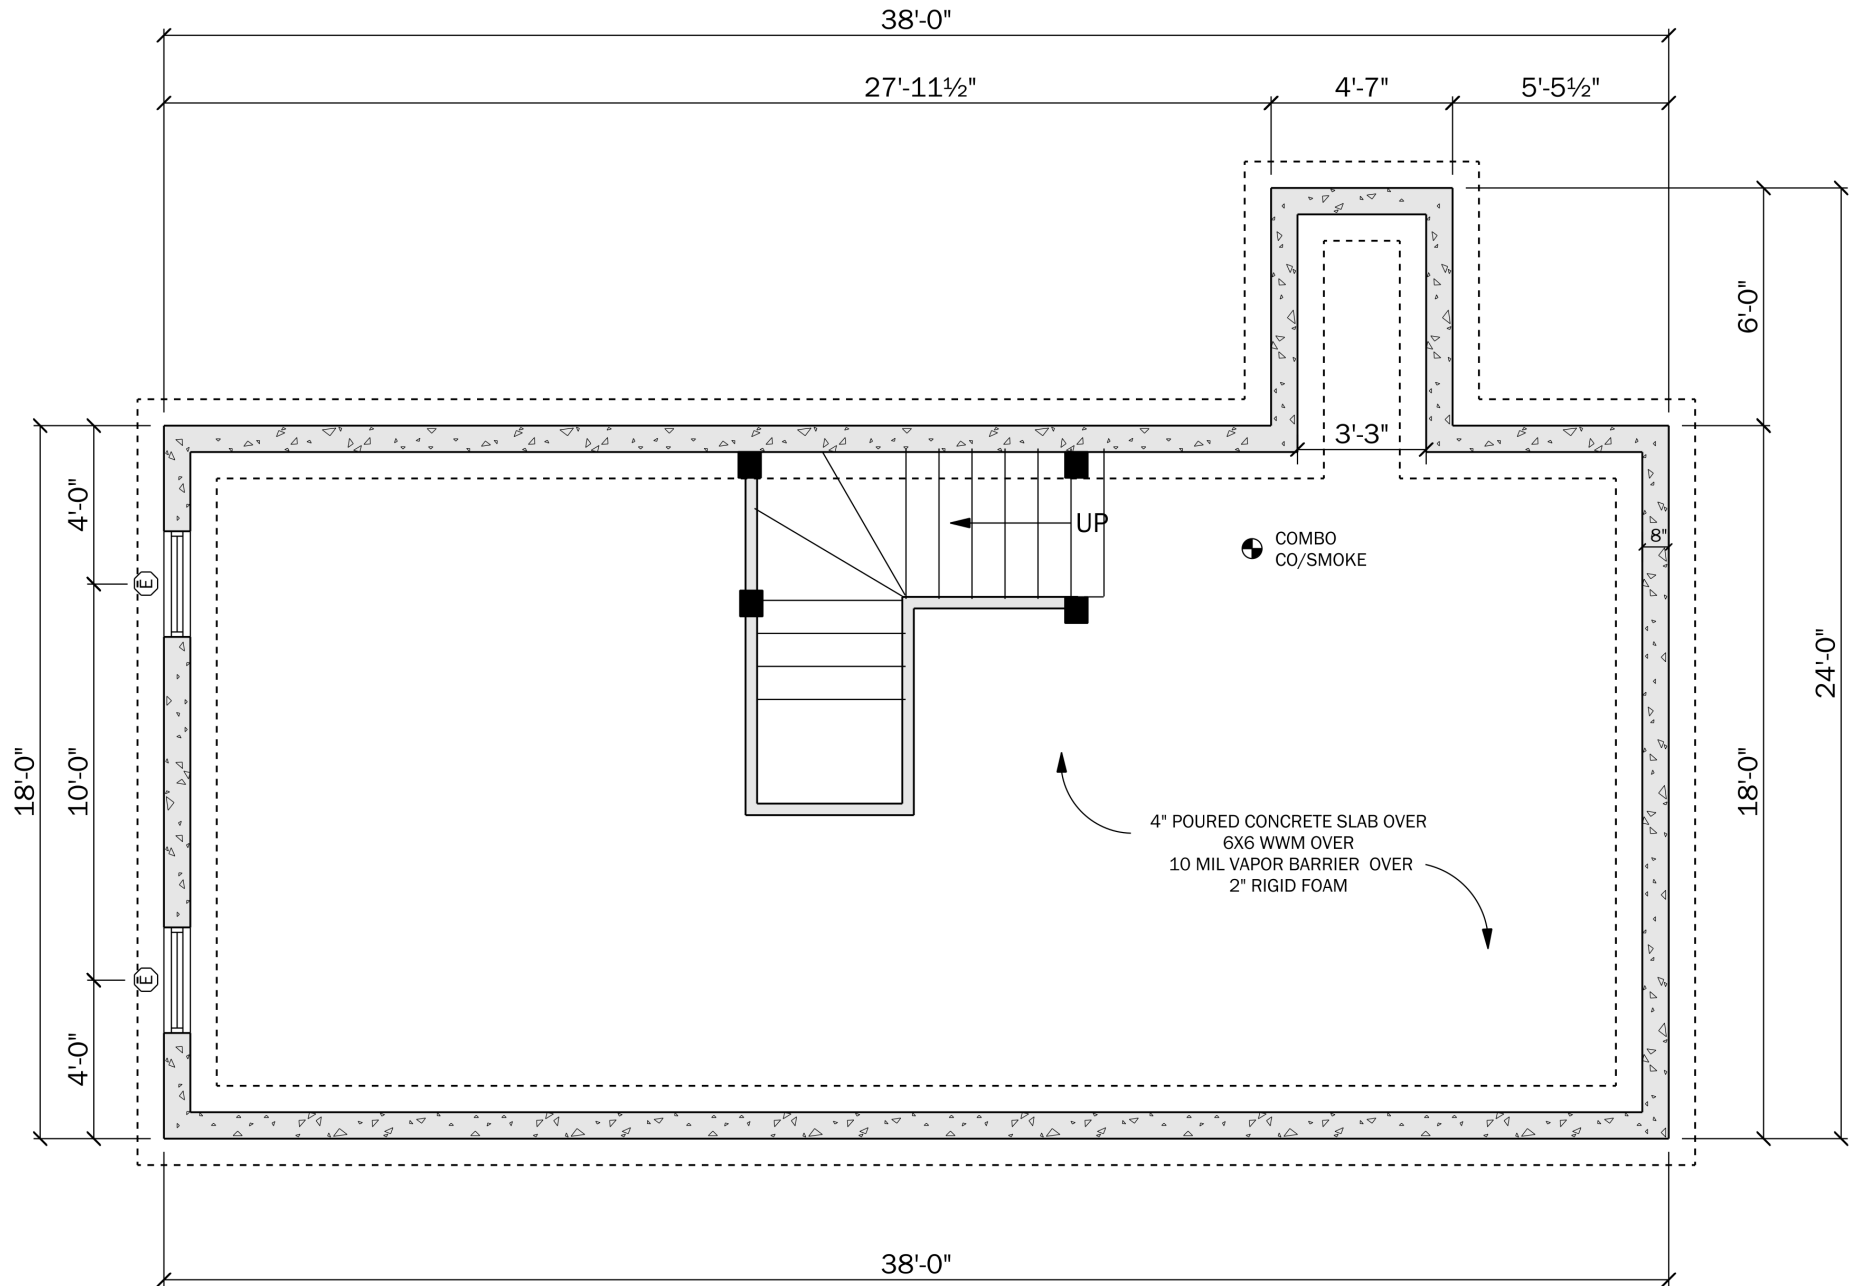 38'-0"
27'-11½"
4'-7"
5'-5½"
6'-0"
3'-3"
4'-0"
UP
COMBO
CO/SMOKE
8"
E
24'-0"
18'-0"
10'-0"
18'-0"
4" POURED CONCRETE SLAB OVER
6X6 WWM OVER
10 MIL VAPOR BARRIER OVER
2" RIGID FOAM
E
4'-0"
38'-0"